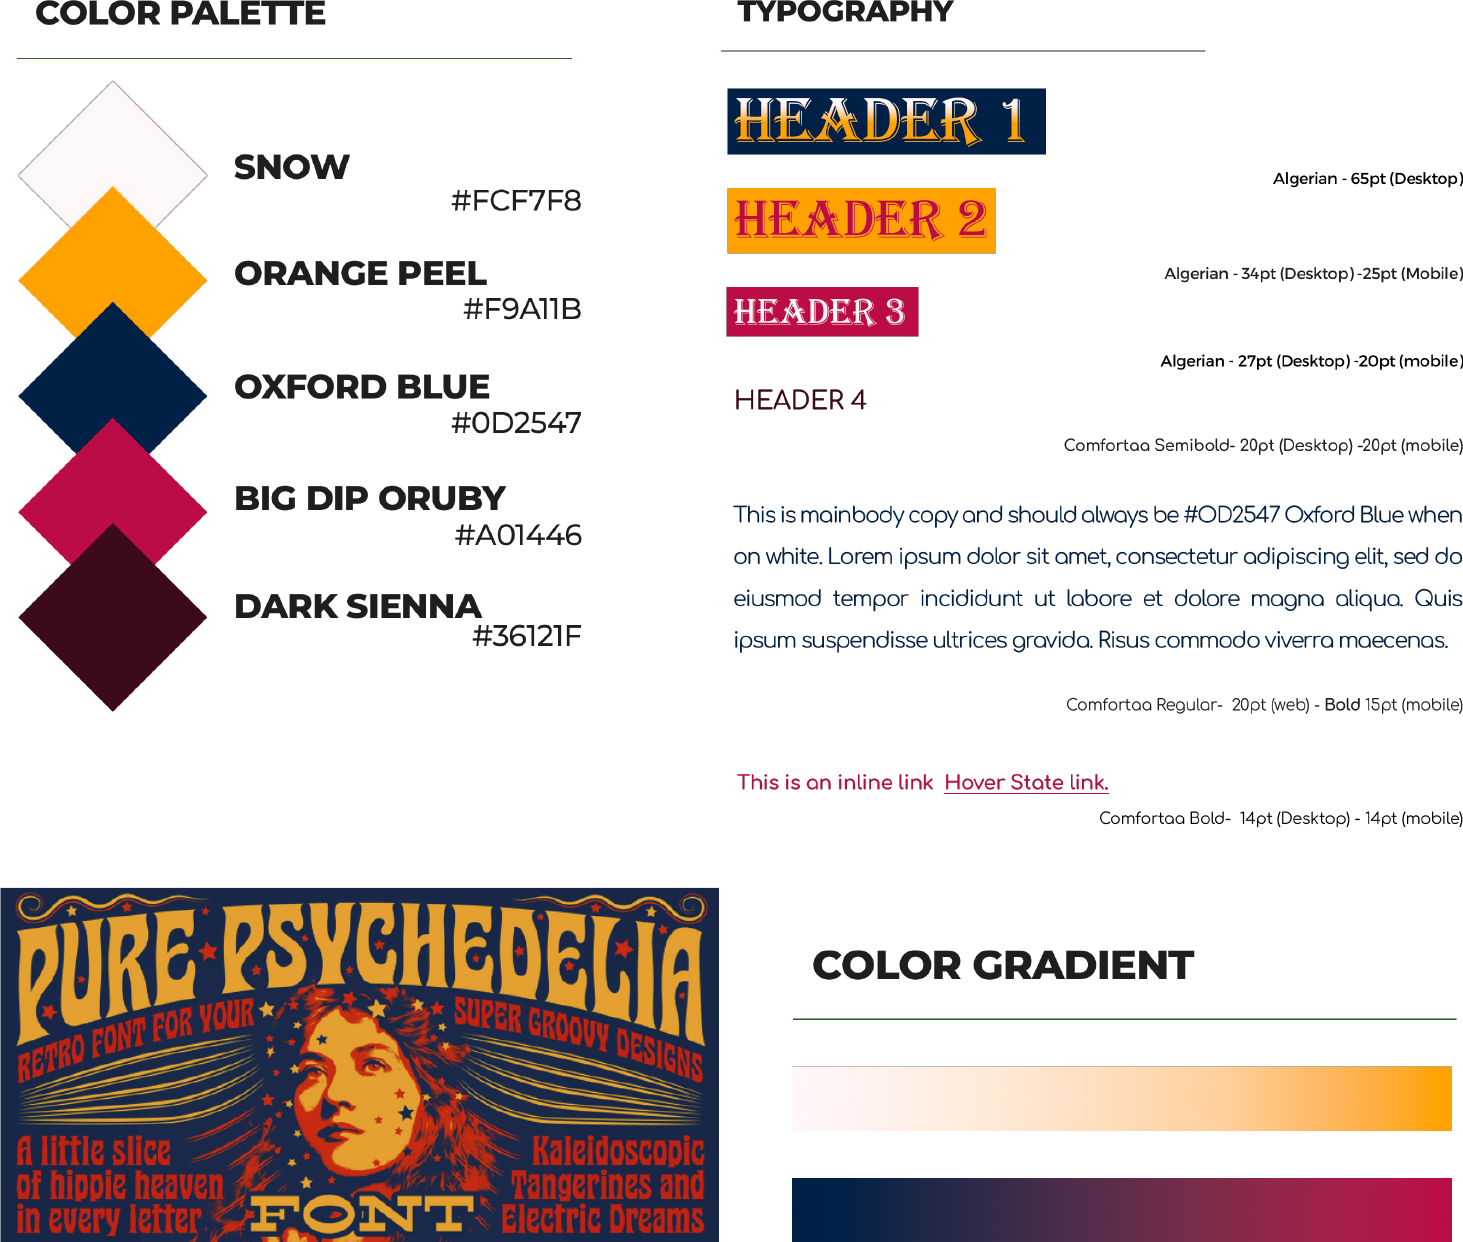 COLOR PALETTE
SNOW
#FCF7F8
ORANGE PEEL
#F9A11B
OXFORD BLUE
#0D2547
BIG DIP ORUBY
#A01446
DARK SIENNA
#36121F
TYPOGRAPHY
HEADER 1
Algerian - 65pt (Desktop)
HEADER 2
Algerian - 34pt (Desktop) -25pt (Mobile)
HEADER 3
Algerian - 27pt (Desktop) -20pt (mobile)
HEADER 4
Comfortaa Semibold- 20pt (Desktop) -20pt (mobile)
This is mainbody copy and should always be #OD2547 Oxford Blue when
on white. Lorem ipsum dolor sit amet, consectetur adipiscing elit, sed do
eiusmod tempor incididunt ut labore et dolore magna aliqua. Quis
ipsum suspendisse ultrices gravida. Risus commodo viverra maecenas.
Comfortaa Regular- 20pt (web) - Bold 15pt (mobile)
This is an inline link Hover State link.
Comfortaa Bold- 14pt (Desktop) - 14pt (mobile)
PURE PSYCHEDELIA
RETRO FONT FOR YOUR
SUPER GROOVY DESIGNS
A little slice
of hippie heaven
in every letter
Kaleidoscopic
Tangerines and
Electric Dreams
FONT
COLOR GRADIENT